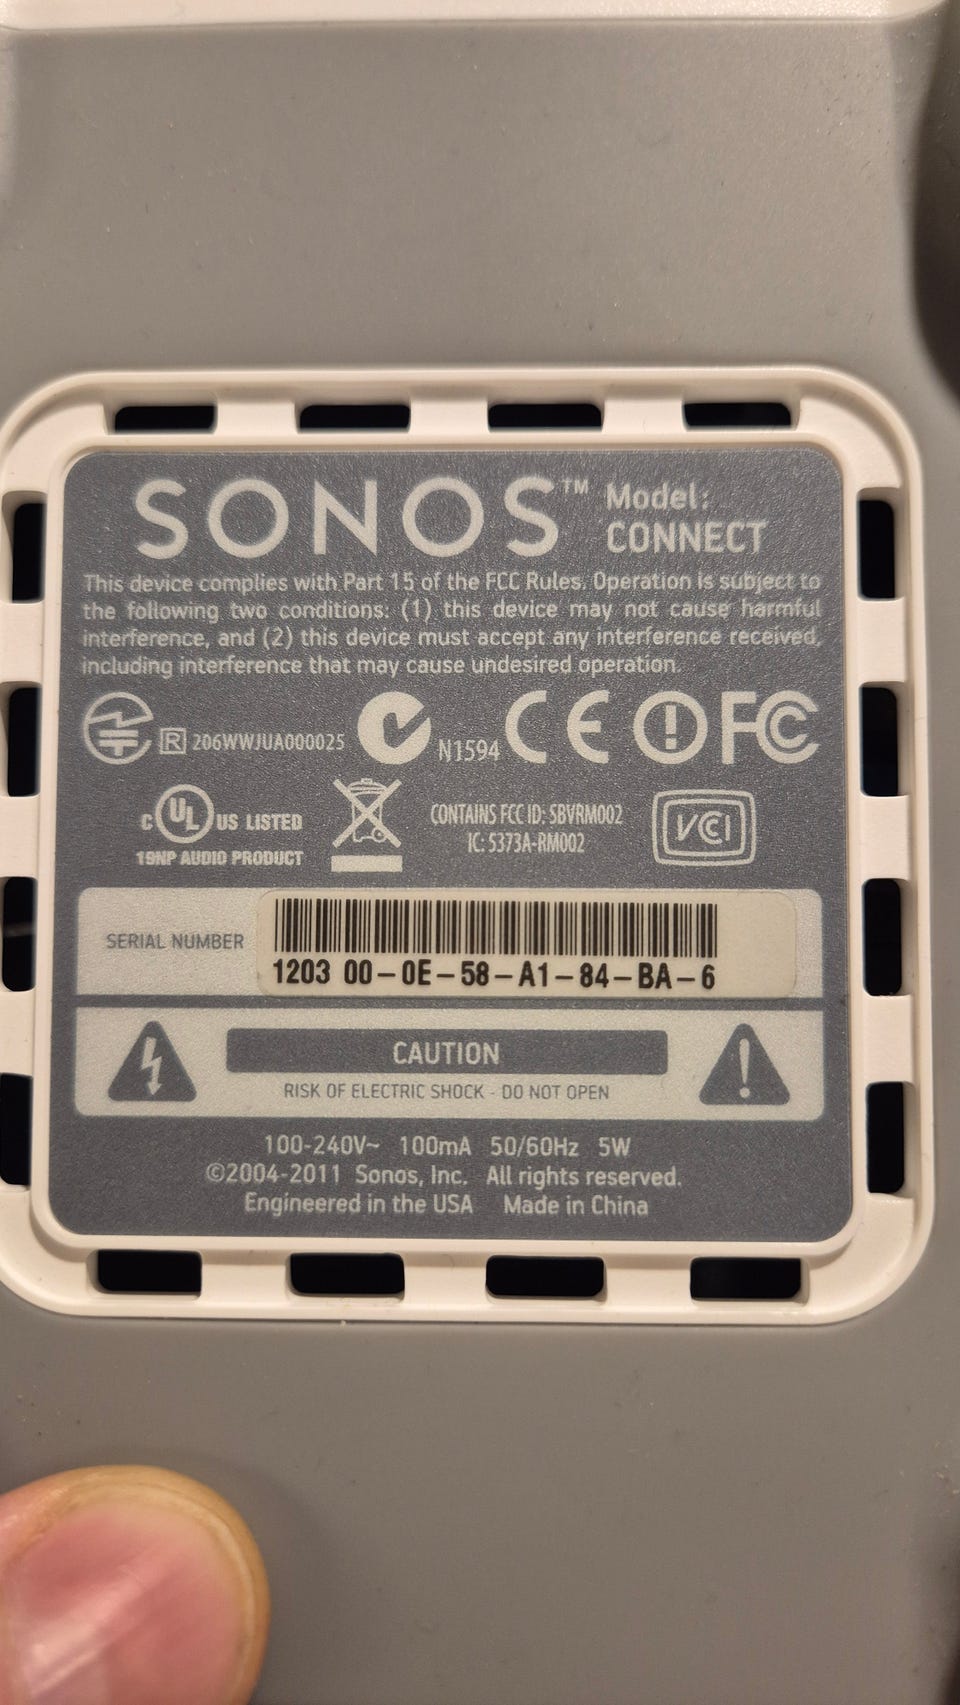 SONOS™ Model:
CONNECT
This device complies with Part 15 of the FCC Rules. Operation is subject to
the following two conditions: (1) this device may not cause harmful
interference, and (2) this device must accept any interference received,
including interference that may cause undesired operation.
R 206WWJUA000025 N1594 CE FC
C UL US LISTED
19NP AUDIO PRODUCT
CONTAINS FCC ID: SBVRM002
IC: 5373A-RM002
VCCI
SERIAL NUMBER
1203 00-0E-58-A1-84-BA-6
CAUTION
RISK OF ELECTRIC SHOCK - DO NOT OPEN
100-240V~ 100mA 50/60Hz 5W
©2004-2011 Sonos, Inc. All rights reserved.
Engineered in the USA Made in China